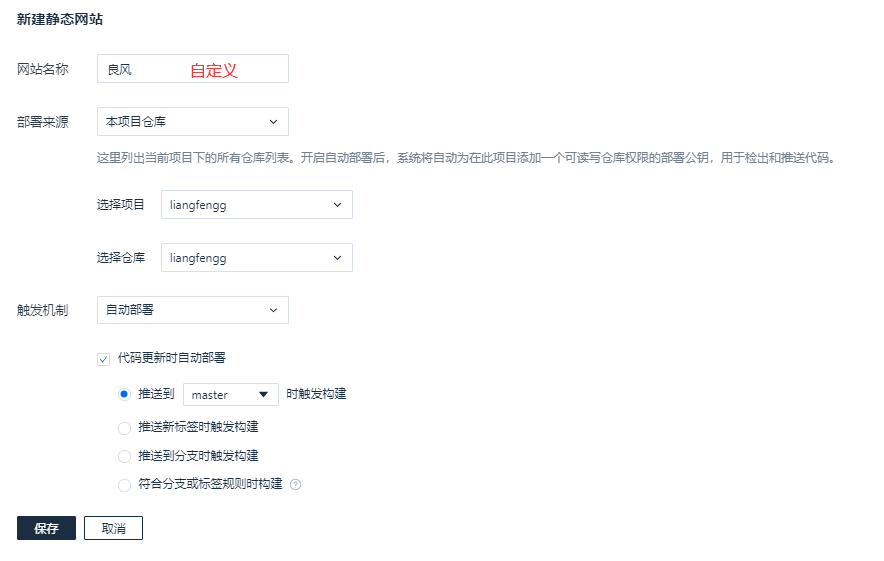 新建静态网站
网站名称 良风 自定义
部署来源 本项目仓库
这里列出当前项目下的所有仓库列表。开启自动部署后，系统将自动为在此项目添加一个可读写仓库权限的部署公钥，用于检出和推送代码。
选择项目 liangfengg
选择仓库 liangfengg
触发机制 自动部署
代码更新时自动部署
推送到 master 时触发构建
推送新标签时触发构建
推送到分支时触发构建
符合分支或标签规则时构建 ?
保存 取消